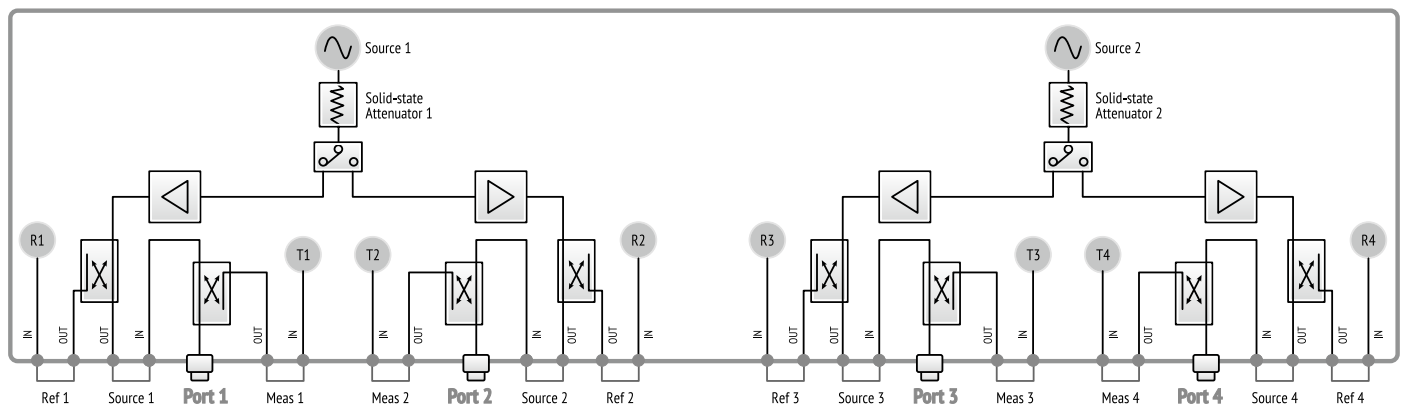 Source 1
Source 2
Solid-state
Attenuator 1
Solid-state
Attenuator 2
R1
T1
T2
R2
R3
T3
T4
R4
IN
OUT
OUT
IN
OUT
IN
IN
OUT
IN
OUT
OUT
IN
IN
OUT
OUT
IN
OUT
IN
IN
OUT
IN
OUT
OUT
IN
Ref 1
Source 1
Port 1
Meas 1
Meas 2
Port 2
Source 2
Ref 2
Ref 3
Source 3
Port 3
Meas 3
Meas 4
Port 4
Source 4
Ref 4